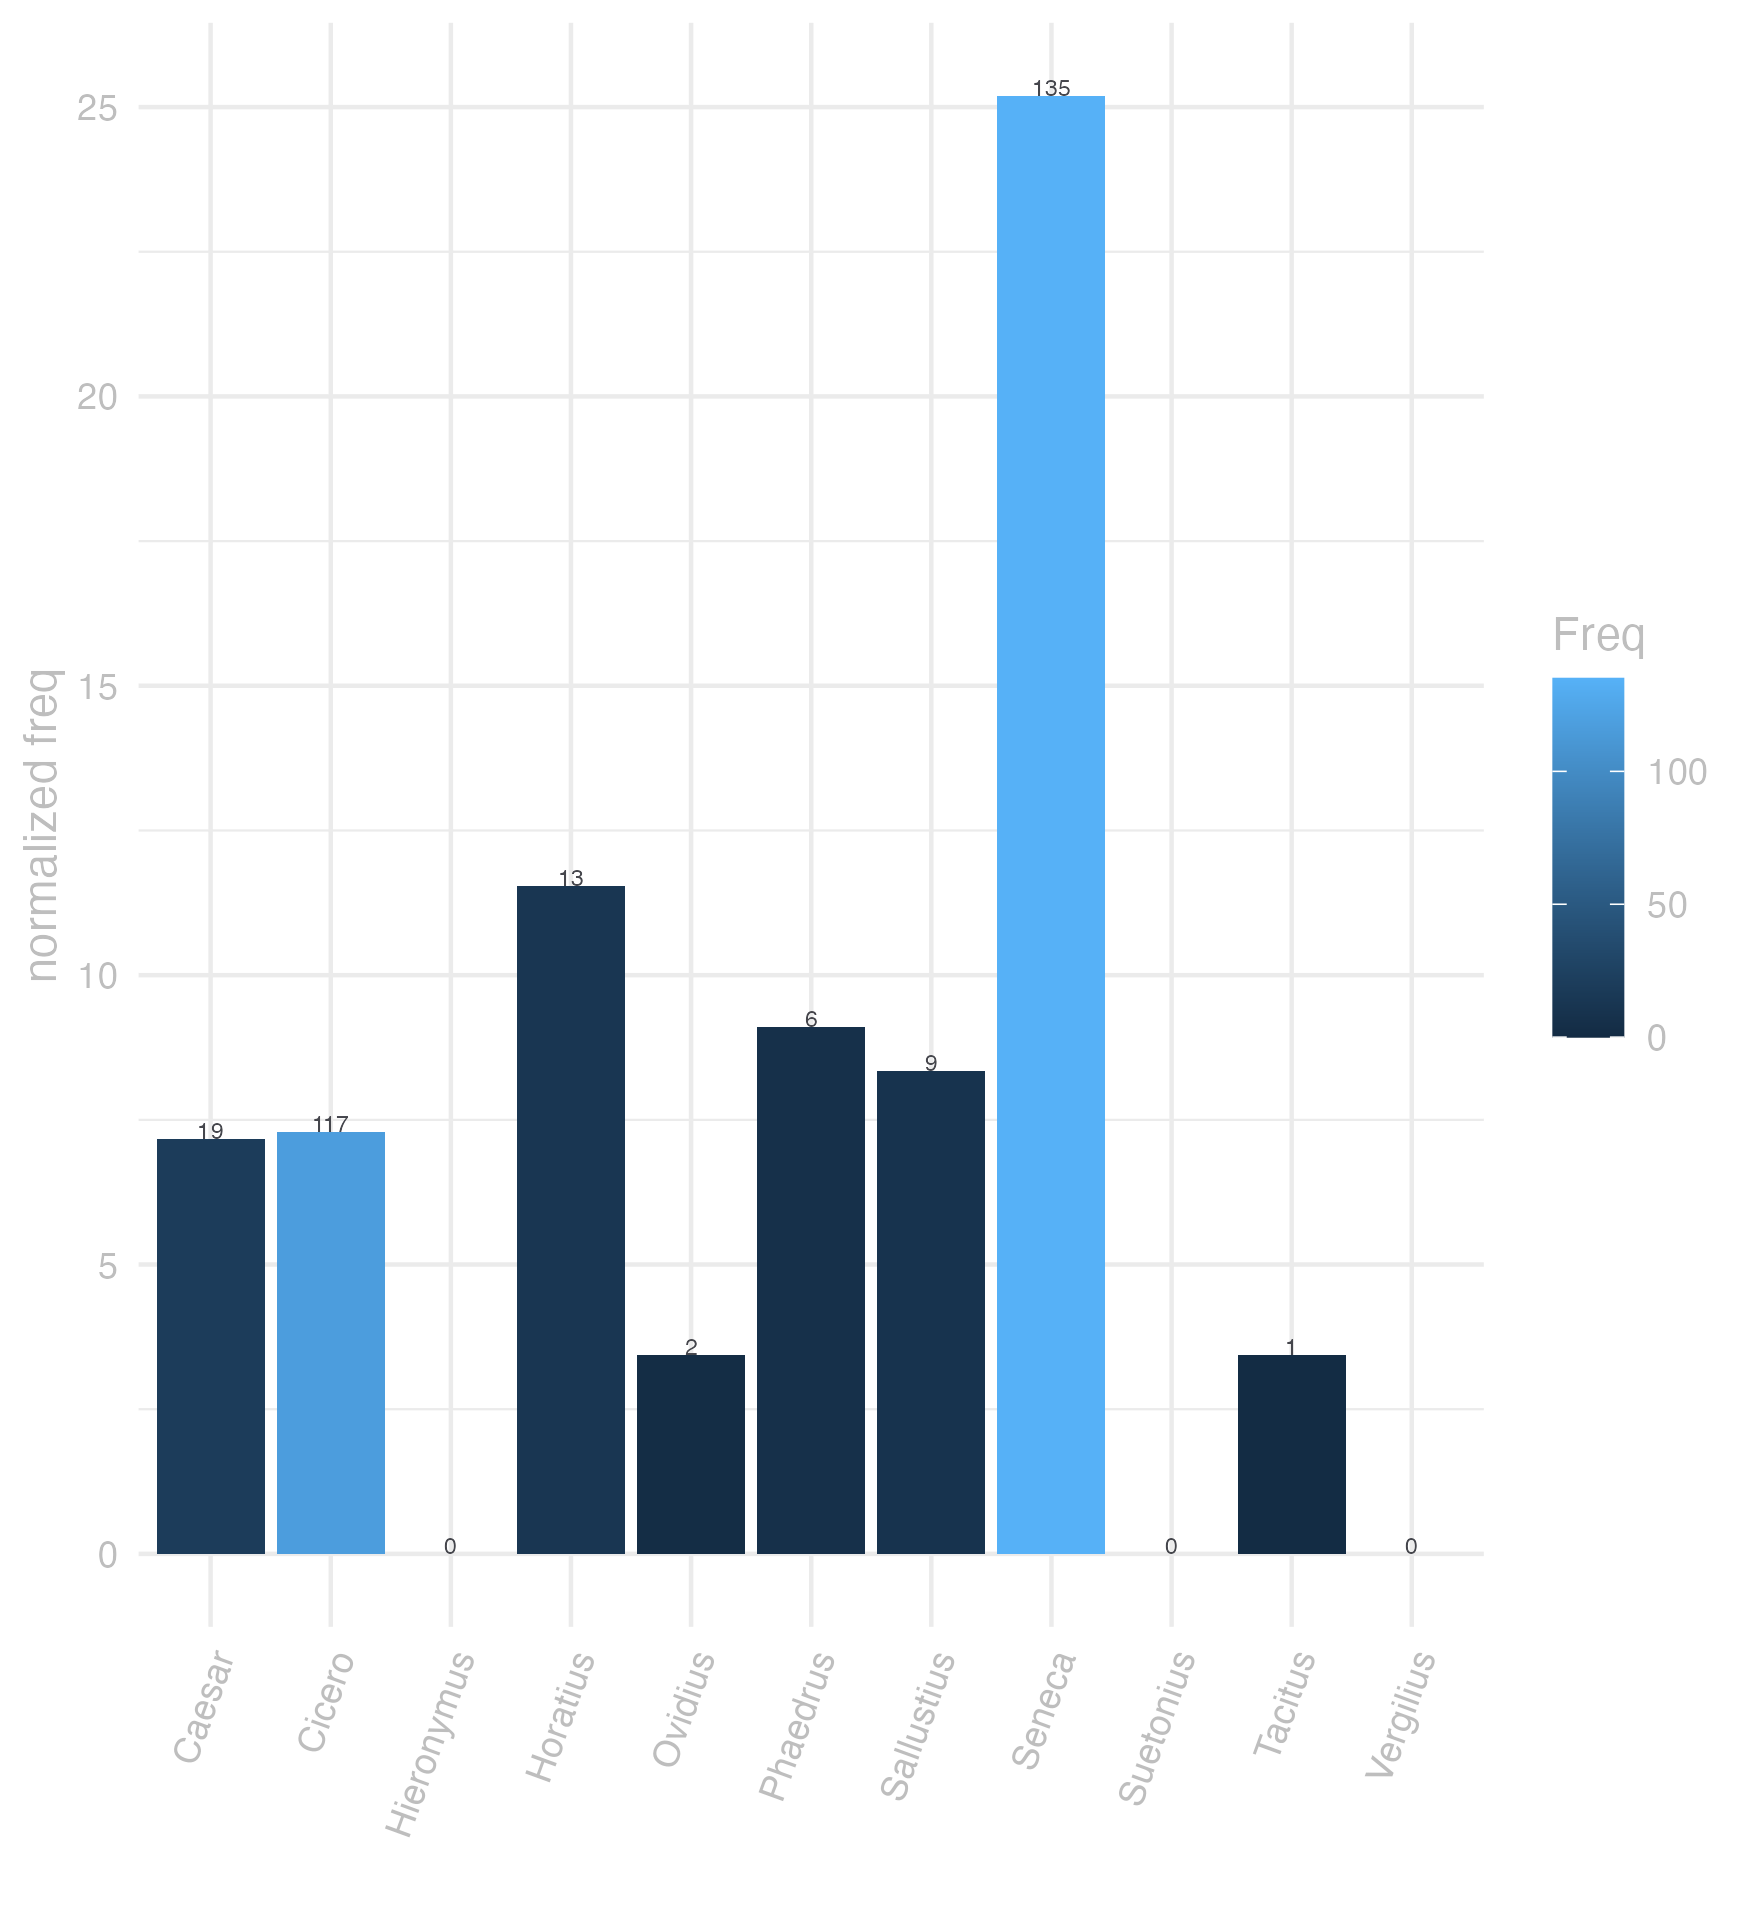 normalized freq
25
20
15
10
5
0
19
117
0
13
2
6
9
135
0
1
0
Caesar
Cicero
Hieronymus
Horatius
Ovidius
Phaedrus
Sallustius
Seneca
Suetonius
Tacitus
Vergilius
Freq
100
50
0